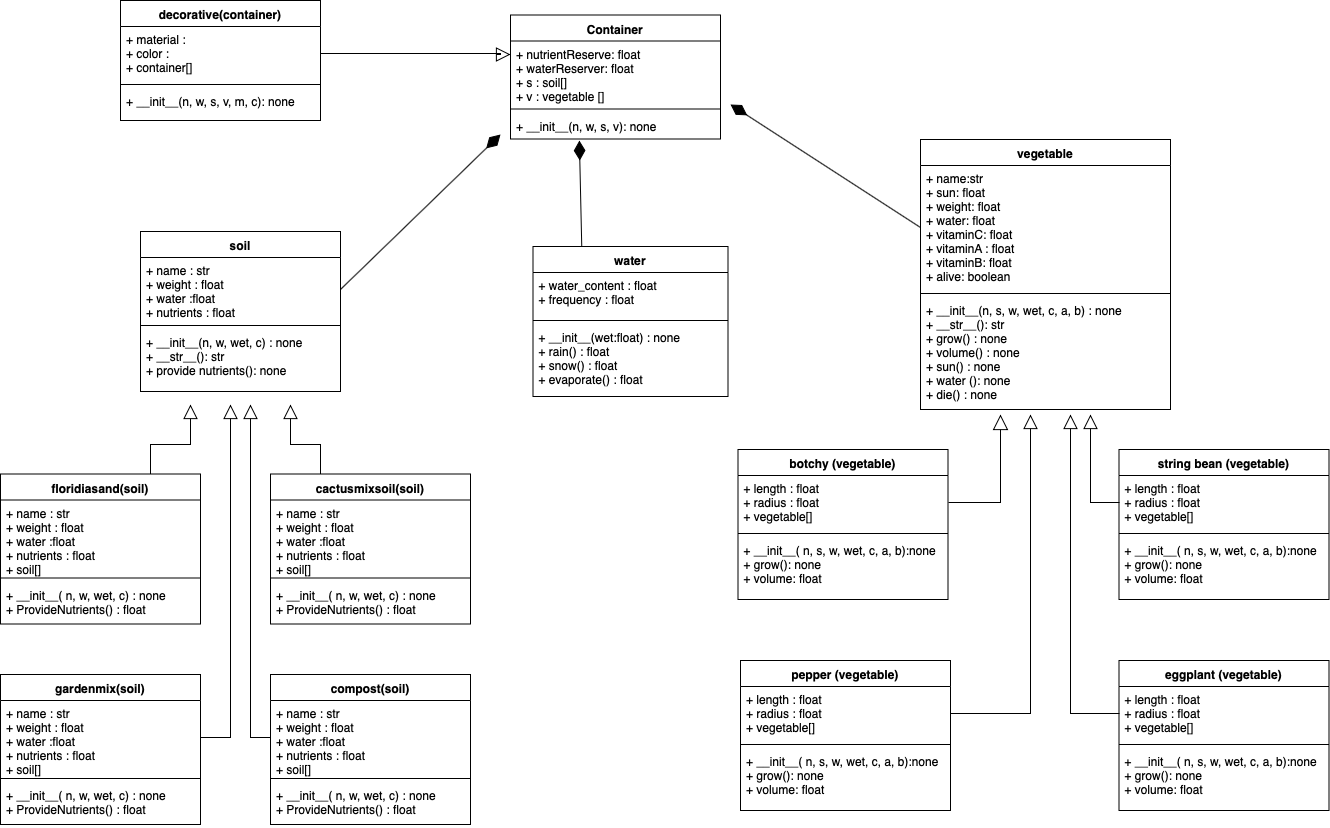 decorative(container)
+ material :
+ color :
+ container[]
+ __init__(n, w, s, v, m, c): none
Container
+ nutrientReserve: float
+ waterReserver: float
+ s : soil[]
+ v : vegetable []
+ __init__(n, w, s, v): none
vegetable
+ name:str
+ sun: float
+ weight: float
+ water: float
+ vitaminC: float
+ vitaminA : float
+ vitaminB: float
+ alive: boolean
+ __init__(n, s, w, wet, c, a, b) : none
+ __str__(): str
+ grow() : none
+ volume() : none
+ sun() : none
+ water (): none
+ die() : none
soil
+ name : str
+ weight : float
+ water :float
+ nutrients : float
+ __init__(n, w, wet, c) : none
+ __str__(): str
+ provide nutrients(): none
water
+ water_content : float
+ frequency : float
+ __init__(wet:float) : none
+ rain() : float
+ snow() : float
+ evaporate() : float
floridiasand(soil)
+ name : str
+ weight : float
+ water :float
+ nutrients : float
+ soil[]
+ __init__( n, w, wet, c) : none
+ ProvideNutrients() : float
cactusmixsoil(soil)
+ name : str
+ weight : float
+ water :float
+ nutrients : float
+ soil[]
+ __init__( n, w, wet, c) : none
+ ProvideNutrients() : float
botchy (vegetable)
+ length : float
+ radius : float
+ vegetable[]
+ __init__( n, s, w, wet, c, a, b):none
+ grow(): none
+ volume: float
string bean (vegetable)
+ length : float
+ radius : float
+ vegetable[]
+ __init__( n, s, w, wet, c, a, b):none
+ grow(): none
+ volume: float
gardenmix(soil)
+ name : str
+ weight : float
+ water :float
+ nutrients : float
+ soil[]
+ __init__( n, w, wet, c) : none
+ ProvideNutrients() : float
compost(soil)
+ name : str
+ weight : float
+ water :float
+ nutrients : float
+ soil[]
+ __init__( n, w, wet, c) : none
+ ProvideNutrients() : float
pepper (vegetable)
+ length : float
+ radius : float
+ vegetable[]
+ __init__( n, s, w, wet, c, a, b):none
+ grow(): none
+ volume: float
eggplant (vegetable)
+ length : float
+ radius : float
+ vegetable[]
+ __init__( n, s, w, wet, c, a, b):none
+ grow(): none
+ volume: float